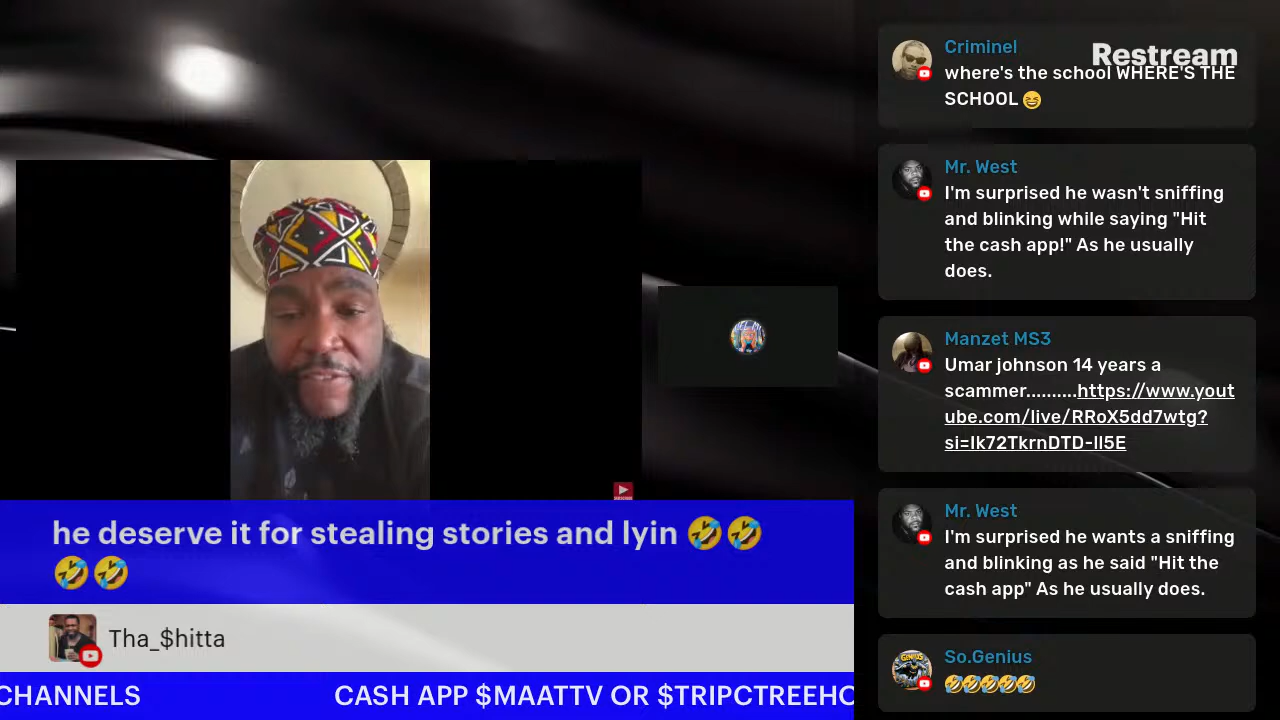 Restream
Criminel
where's the school WHERE'S THE
SCHOOL 😆
Mr. West
I'm surprised he wasn't sniffing
and blinking while saying "Hit
the cash app!" As he usually
does.
Manzet MS3
Umar johnson 14 years a
scammer..........https://www.yout
ube.com/live/RRoX5dd7wtg?
si=Ik72TkrnDTD-Il5E
Mr. West
I'm surprised he wants a sniffing
and blinking as he said "Hit the
cash app" As he usually does.
So.Genius
🤣🤣🤣🤣🤣
he deserve it for stealing stories and lyin 🤣🤣
🤣🤣
Tha_$hitta
CHANNELS CASH APP $MAATTV OR $TRIPCTREEHO